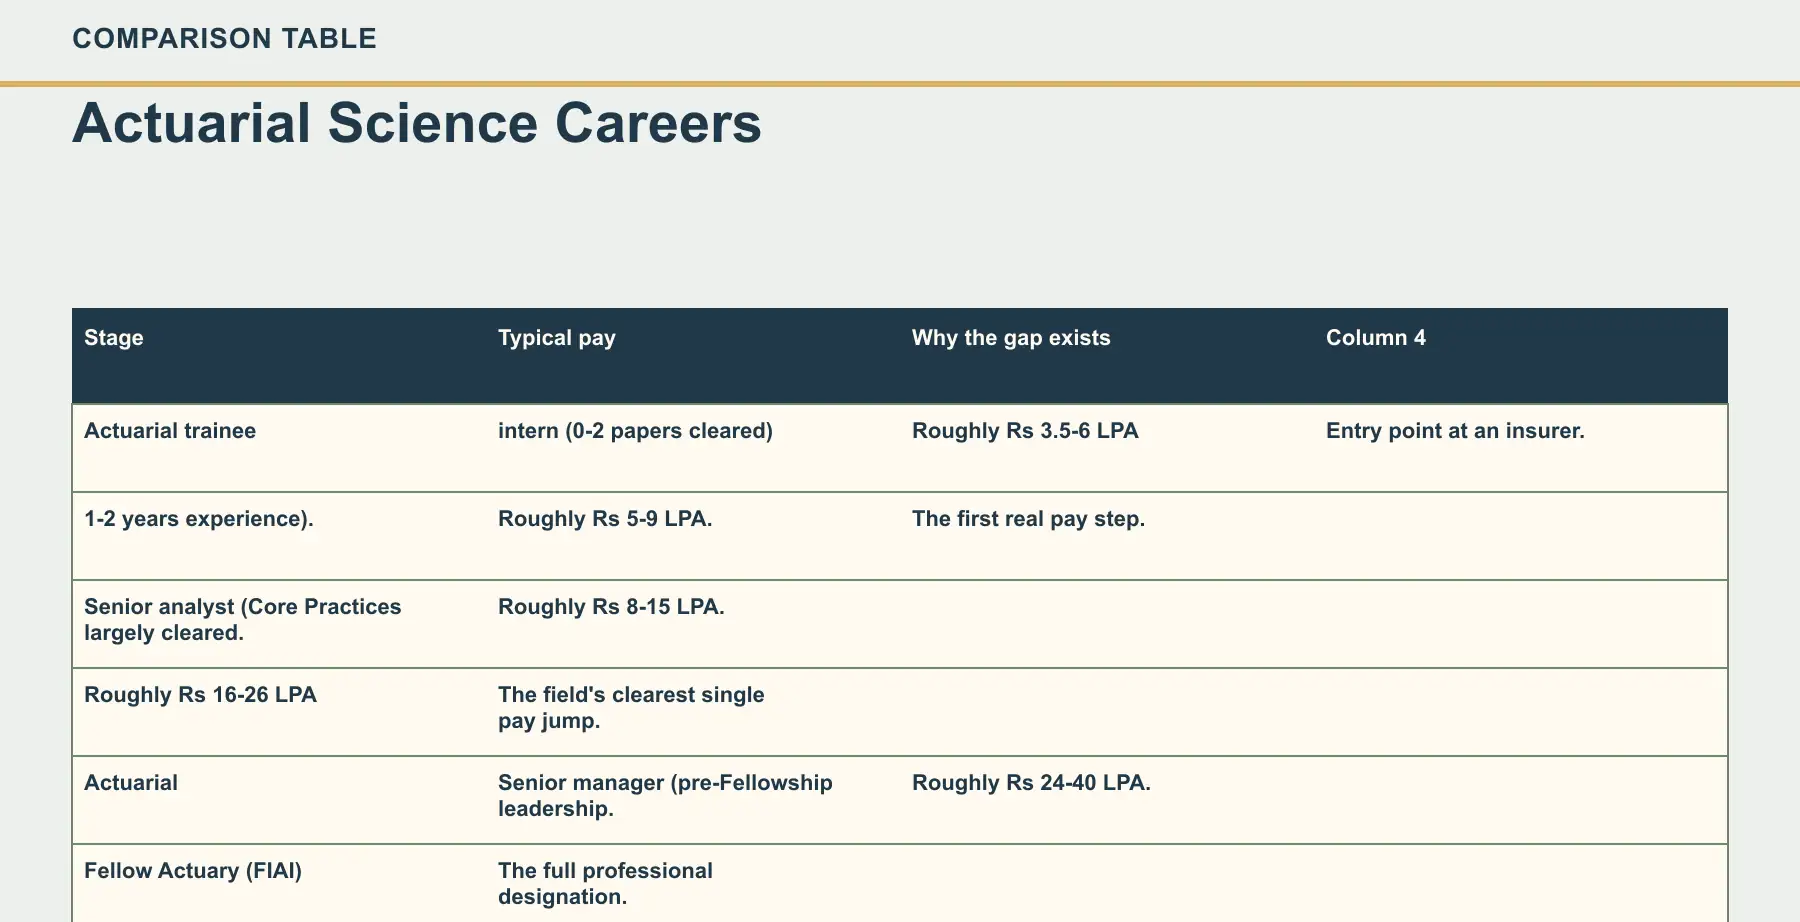 COMPARISON TABLE
Actuarial Science Careers
Stage Typical pay Why the gap exists Column 4
Actuarial trainee intern (0-2 papers cleared) Roughly Rs 3.5-6 LPA Entry point at an insurer.
1-2 years experience). Roughly Rs 5-9 LPA. The first real pay step.
Senior analyst (Core Practices
largely cleared.
Roughly Rs 8-15 LPA.
Roughly Rs 16-26 LPA
The field's clearest single
pay jump.
Actuarial
Senior manager (pre-Fellowship
leadership.
Roughly Rs 24-40 LPA.
Fellow Actuary (FIAI)
The full professional
designation.